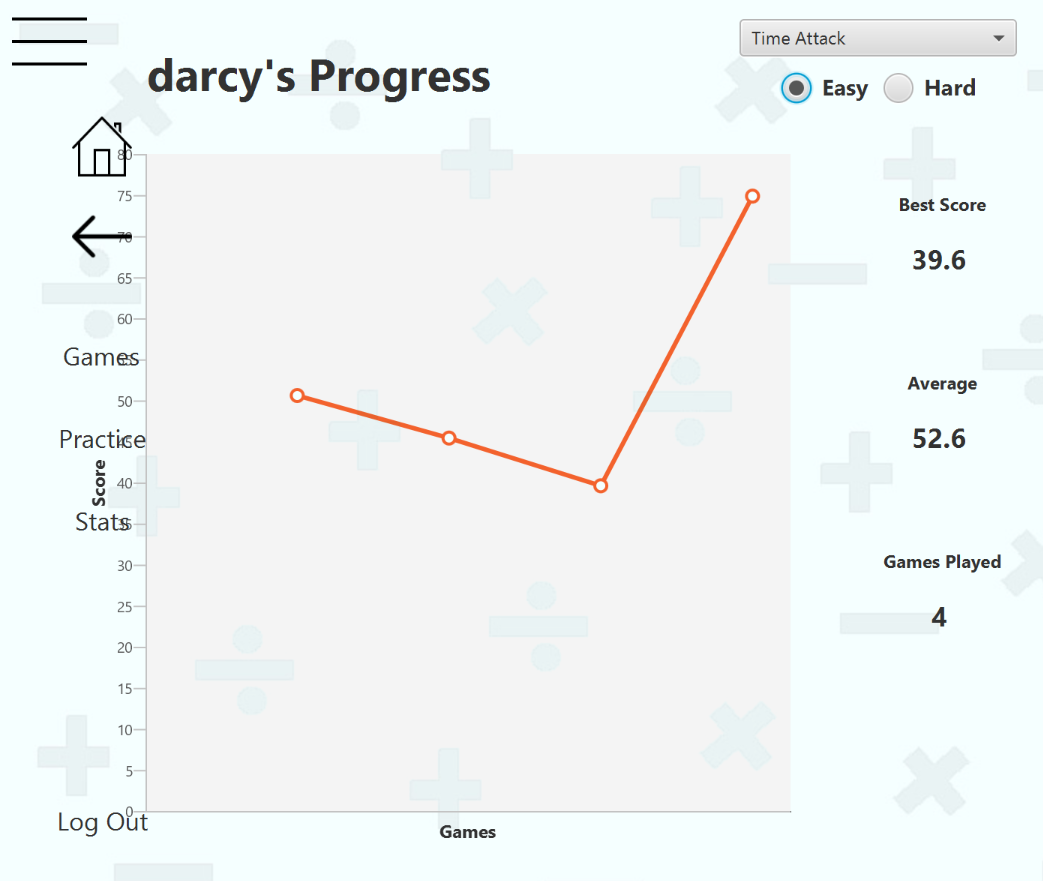 Time Attack
darcy's Progress
Easy Hard
80
75
Best Score
70
39.6
65
60
Games
55
Average
50
52.6
Practice
45
Score
40
Stats
35
Games Played
30
25
4
20
15
10
5
0
Log Out
Games